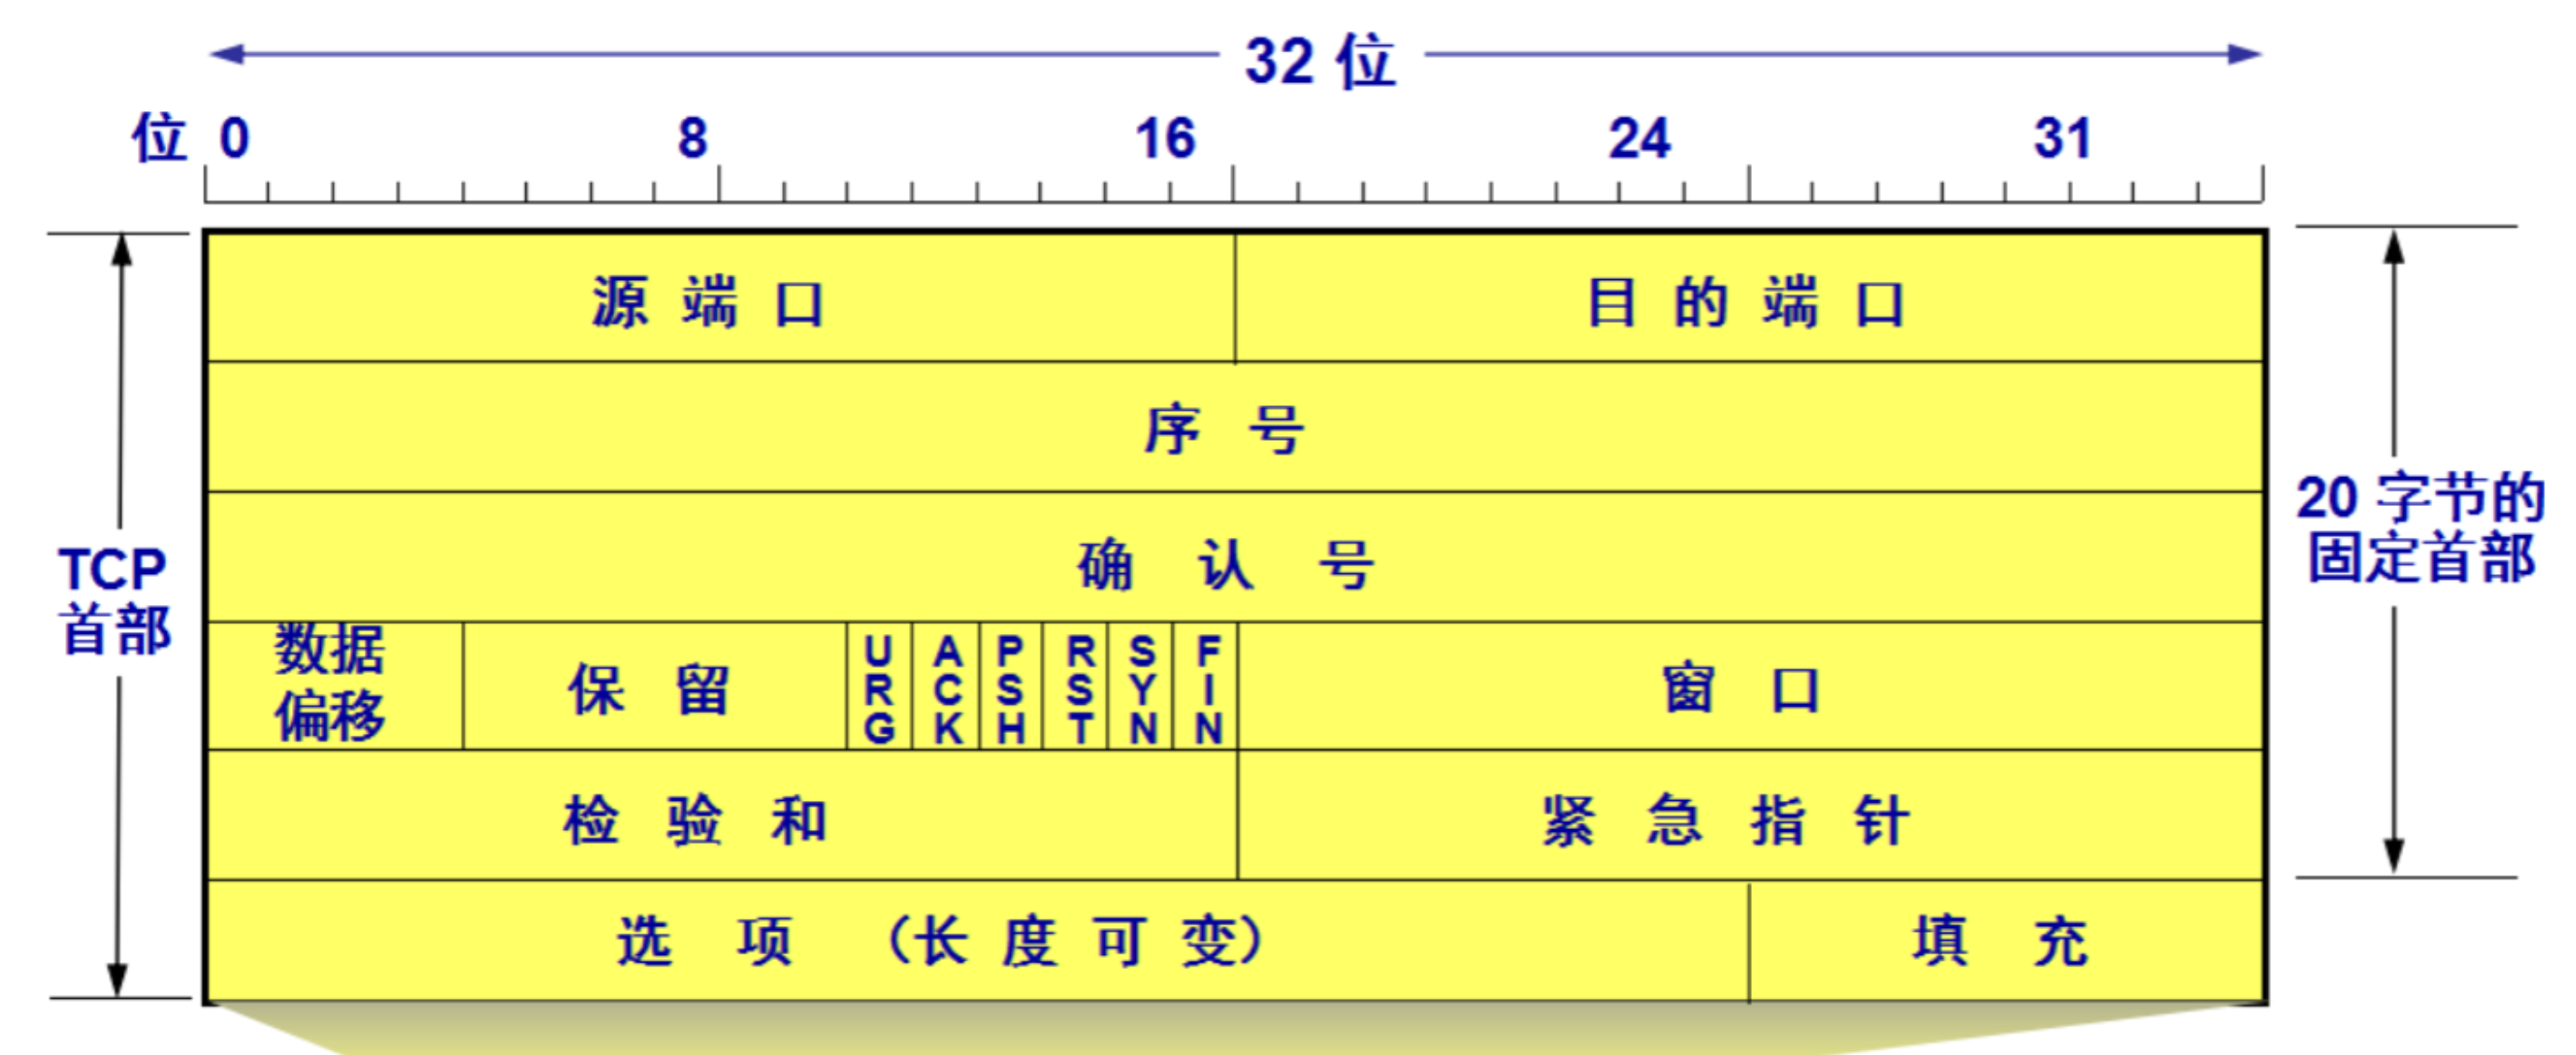 32 位
位 0 8 16 24 31
源 端 口 目 的 端 口
序 号
确 认 号
TCP
首部
20 字节的
固定首部
数据
偏移
保 留
URG
ACK
PSH
RST
SYN
FIN
窗 口
检 验 和 紧 急 指 针
选 项 （长 度 可 变） 填 充